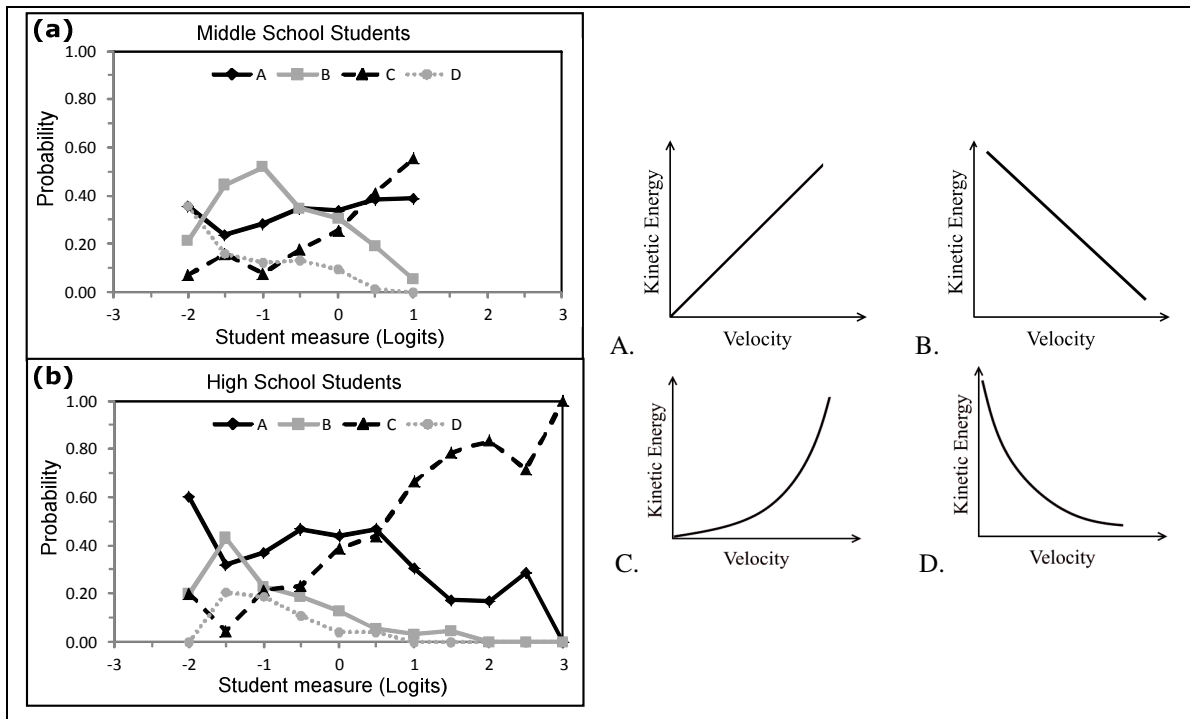 (a)
Middle School Students
1.00
0.80
0.60
0.40
0.20
0.00
Probability
A B C D
-3 -2 -1 0 1 2 3
Student measure (Logits)
(b)
High School Students
1.00
0.80
0.60
0.40
0.20
0.00
Probability
A B C D
-3 -2 -1 0 1 2 3
Student measure (Logits)
Kinetic Energy
Velocity
A.
Kinetic Energy
Velocity
B.
Kinetic Energy
Velocity
C.
Kinetic Energy
Velocity
D.